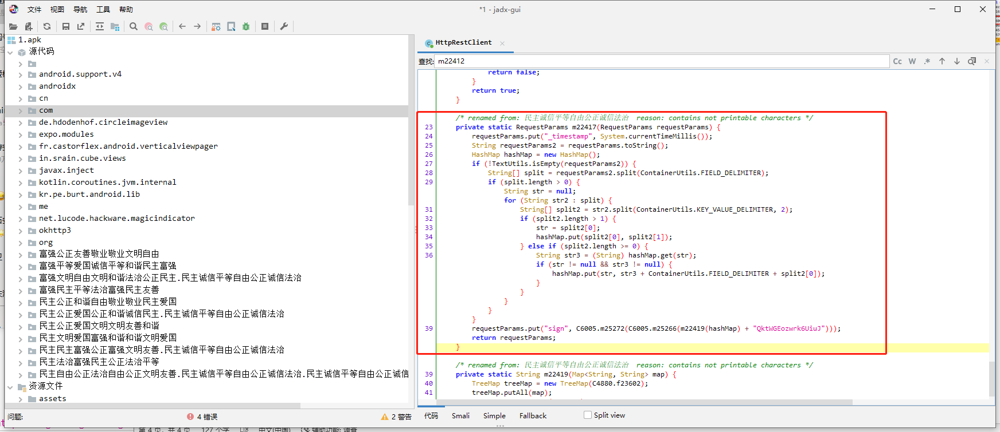 文件 视图 导航 工具 帮助
*1 - jadx-gui
1.apk
源代码
android.support.v4
androidx
cn
com
de.hdodenhof.circleimageview
expo.modules
fr.castorflex.android.verticalviewpager
in.srain.cube.views
javax.inject
kotlin.coroutines.jvm.internal
kr.pe.burt.android.lib
me
net.lucode.hackware.magicindicator
okhttp3
org
富强公正友善敬业敬业文明自由
富强平等爱国诚信平等和谐民主富强
富强文明自由文明和谐法治公正民主.民主诚信平等自由公正诚信法治
富强民主平等法治富强民主友善
民主公正和谐自由敬业敬业民主爱国
民主公正爱国公正和谐诚信民主.民主诚信平等自由公正诚信法治
民主公正爱国文明文明友善和谐
民主文明爱国富强和谐和谐文明爱国
民主民主富强公正富强文明友善.民主诚信平等自由公正诚信法治
民主法治富强民主公正法治平等
民主自由公正法治自由公正文明友善.民主诚信平等自由公正诚信法治.民主诚信平等自由公正诚信
资源文件
assets
问题: 4 错误 2 警告
HttpRestClient
查找: m22412 Cc W .*
return false;
}
return true;
}
/* renamed from: 民主诚信平等自由公正诚信法治 reason: contains not printable characters */
23 private static RequestParams m22417(RequestParams requestParams) {
24 requestParams.put("_timestamp", System.currentTimeMillis());
25 String requestParams2 = requestParams.toString();
26 HashMap hashMap = new HashMap();
27 if (!TextUtils.isEmpty(requestParams2)) {
28 String[] split = requestParams2.split(ContainerUtils.FIELD_DELIMITER);
29 if (split.length > 0) {
String str = null;
for (String str2 : split) {
31 String[] split2 = str2.split(ContainerUtils.KEY_VALUE_DELIMITER, 2);
32 if (split2.length > 1) {
33 str = split2[0];
34 hashMap.put(split2[0], split2[1]);
35 } else if (split2.length >= 0) {
36 String str3 = (String) hashMap.get(str);
if (str != null && str3 != null) {
hashMap.put(str, str3 + ContainerUtils.FIELD_DELIMITER + split2[0]);
}
}
}
}
}
39 requestParams.put("sign", C6005.m25272(C6005.m25266(m22419(hashMap) + "QktWGEozwrk6UiuJ")));
return requestParams;
}
/* renamed from: 民主诚信平等自由公正诚信法治 reason: contains not printable characters */
39 private static String m22419(Map<String, String> map) {
40 TreeMap treeMap = new TreeMap(C4880.f23602);
41 treeMap.putAll(map);
代码 Smali Simple Fallback Split view